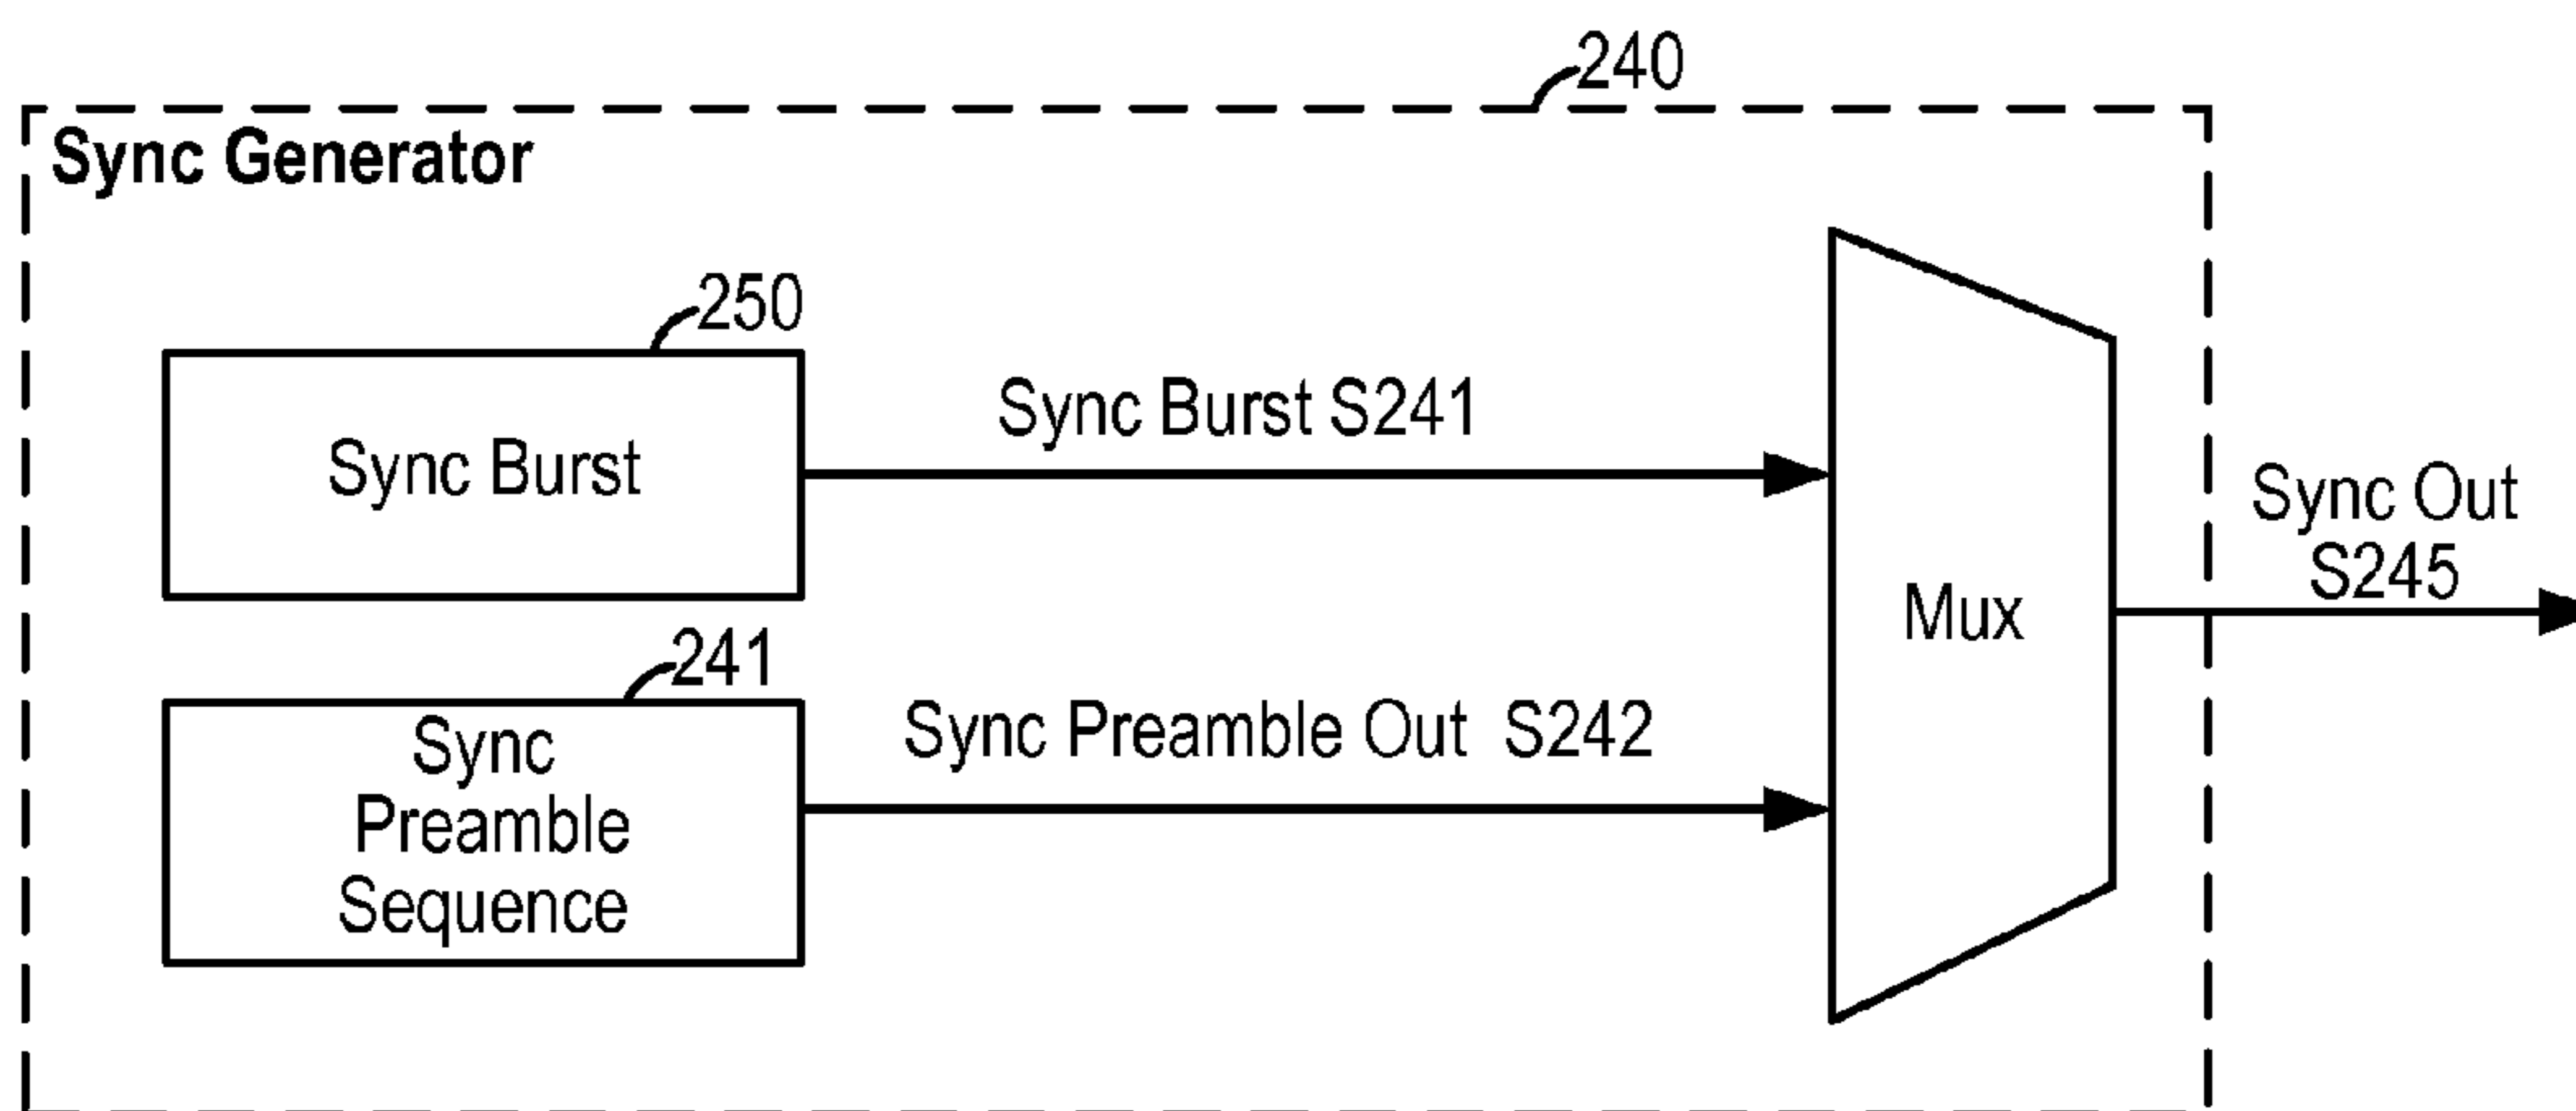 240
Sync Generator
250
Sync Burst
Sync Burst S241
Sync Out
S245
Mux
241
Sync
Preamble
Sequence
Sync Preamble Out S242